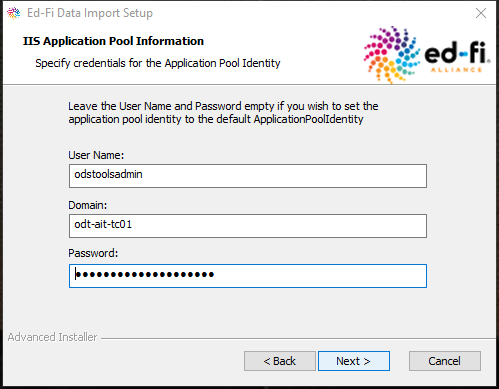 Ed-Fi Data Import Setup
IIS Application Pool Information
Specify credentials for the Application Pool Identity
ed-fi
ALLIANCE
Leave the User Name and Password empty if you wish to set the
application pool identity to the default ApplicationPoolIdentity
User Name:
odstoolsadmin
Domain:
odt-ait-tc01
Password:
••••••••••••••••••••
Advanced Installer
< Back
Next >
Cancel